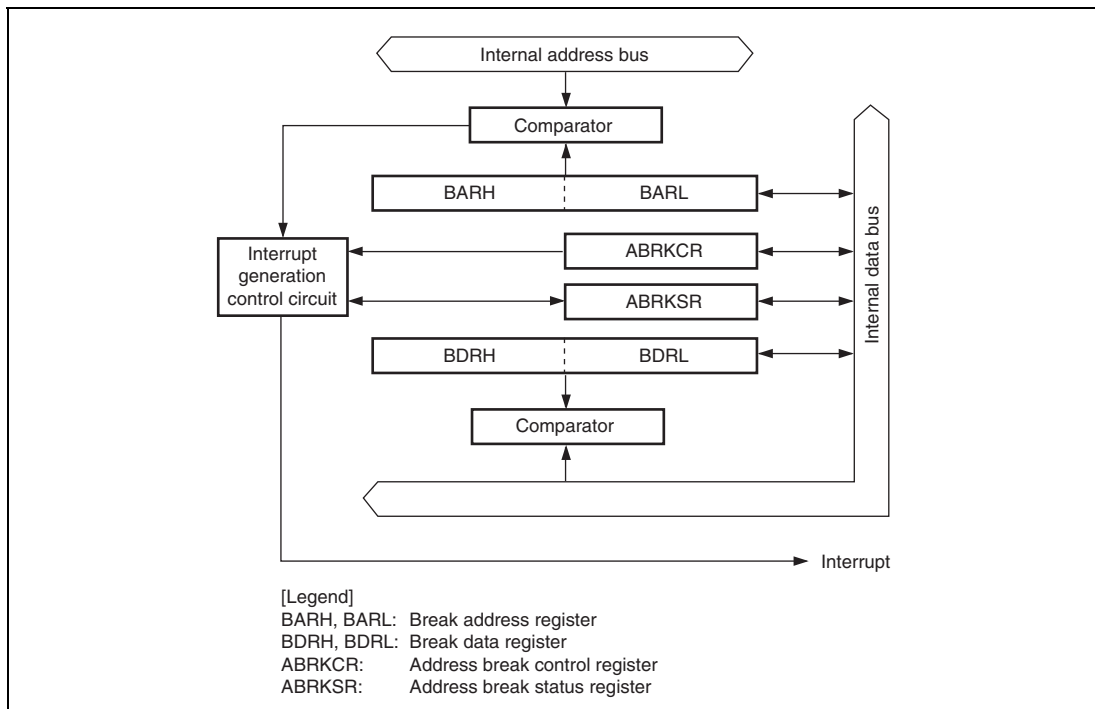 Internal address bus
Comparator
BARH
BARL
Interrupt
generation
control circuit
ABRKCR
ABRKSR
Internal data bus
BDRH
BDRL
Comparator
Interrupt
[Legend]
BARH, BARL: Break address register
BDRH, BDRL: Break data register
ABRKCR: Address break control register
ABRKSR: Address break status register